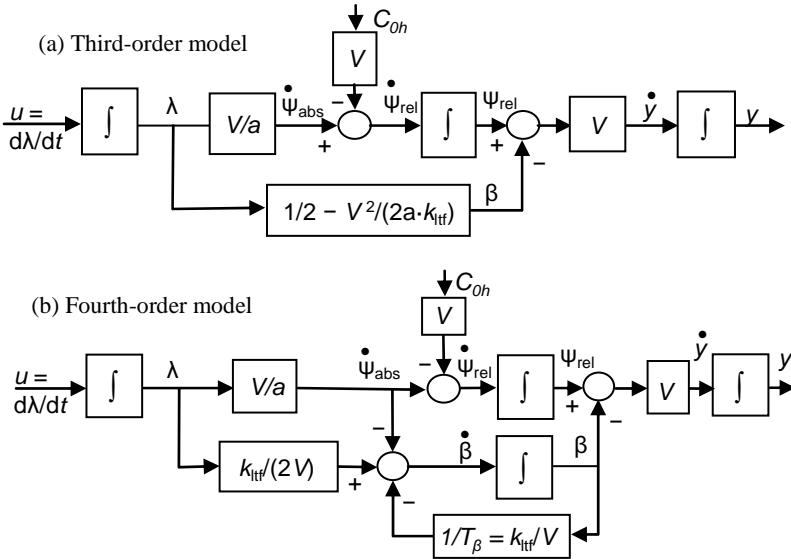 (a) Third-order model
C0h
V
u =
dλ/dt
∫
λ
V/a
ψ̇abs
−
+
ψ̇rel
∫
ψrel
+
−
V
ẏ
∫
y
1/2 − V²/(2a·kltf)
β
(b) Fourth-order model
C0h
V
u =
dλ/dt
∫
λ
V/a
ψ̇abs
−
ψ̇rel
∫
ψrel
+
−
V
ẏ
∫
y
kltf/(2V)
+
−
−
β̇
∫
β
1/Tβ = kltf/V